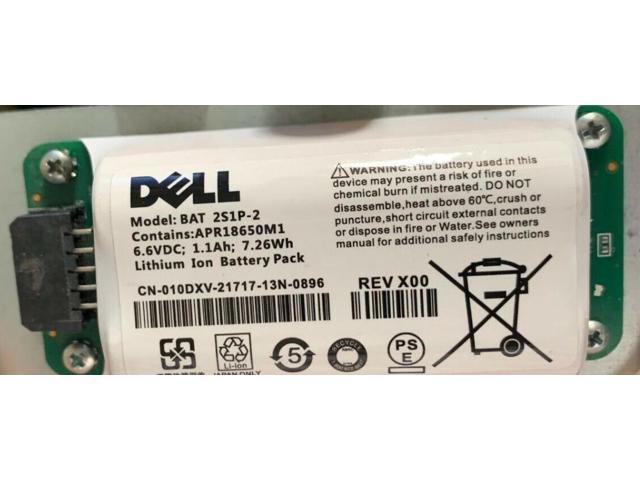 DELL
Model: BAT 2S1P-2
Contains:APR18650M1
6.6VDC; 1.1Ah; 7.26Wh
Lithium Ion Battery Pack
CN-010DXV-21717-13N-0896
WARNING: The battery used in this
device may present a risk of fire or
chemical burn if mistreated. DO NOT
disassemble,heat above 60℃,crush or
puncture,short circuit external contacts
or dispose in fire or Water.See owners
manual for additional safety instructions
REV X00
Li-ion
JAPAN ONLY
5
RECYCLE
PS
E